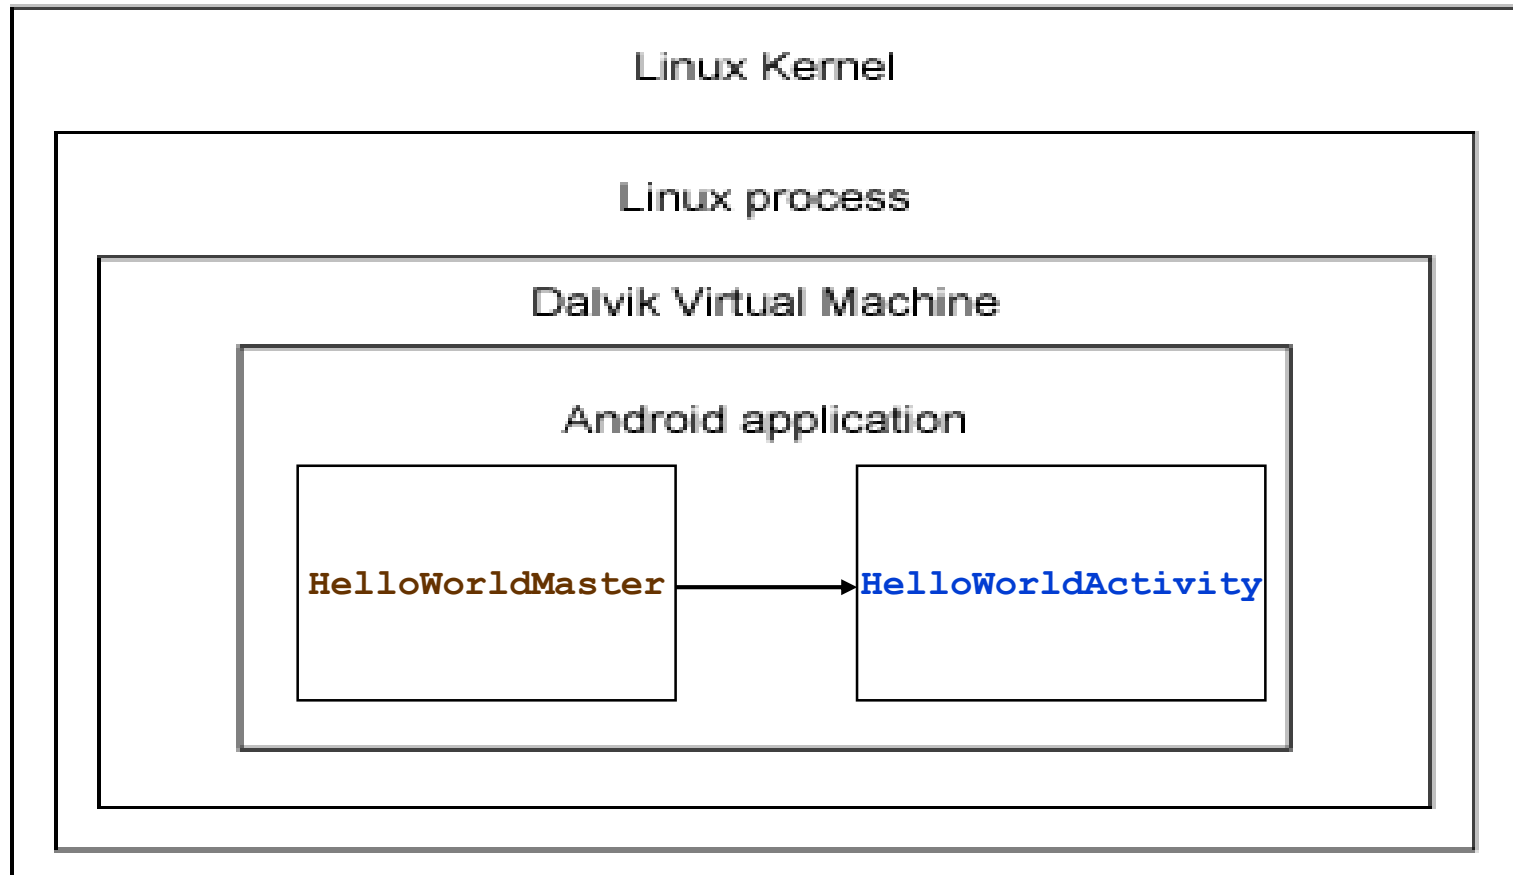 Linux Kernel
Linux process
Dalvik Virtual Machine
Android application
HelloWorldMaster
HelloWorldActivity